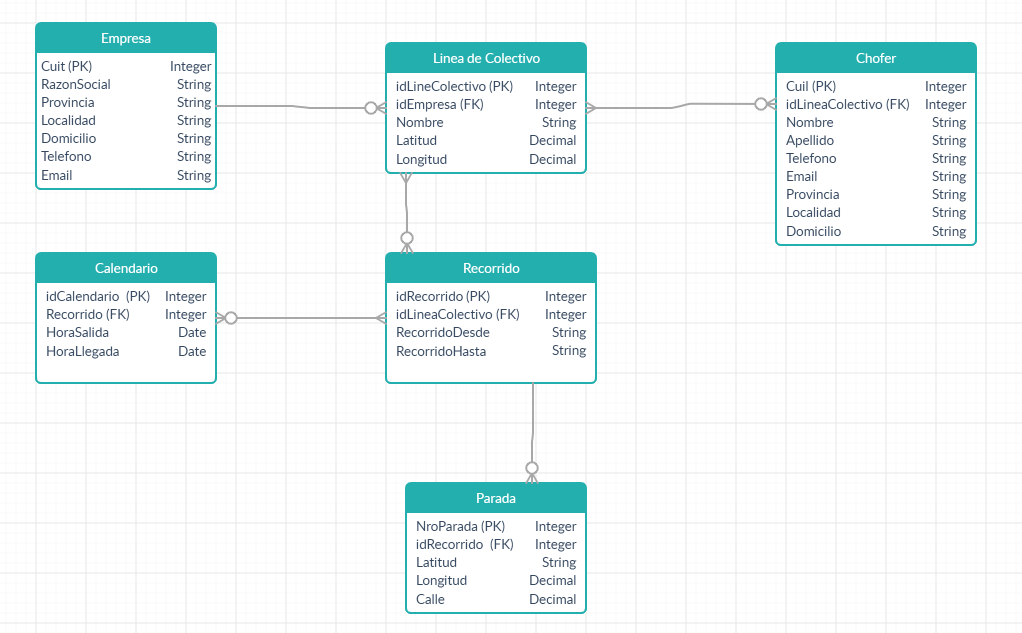 Empresa
Cuit (PK) Integer
RazonSocial String
Provincia String
Localidad String
Domicilio String
Telefono String
Email String
Linea de Colectivo
idLineColectivo (PK) Integer
idEmpresa (FK) Integer
Nombre String
Latitud Decimal
Longitud Decimal
Chofer
Cuil (PK) Integer
idLineaColectivo (FK) Integer
Nombre String
Apellido String
Telefono String
Email String
Provincia String
Localidad String
Domicilio String
Calendario
idCalendario (PK) Integer
Recorrido (FK) Integer
HoraSalida Date
HoraLlegada Date
Recorrido
idRecorrido (PK) Integer
idLineaColectivo (FK) Integer
RecorridoDesde String
RecorridoHasta String
Parada
NroParada (PK) Integer
idRecorrido (FK) Integer
Latitud String
Longitud Decimal
Calle Decimal